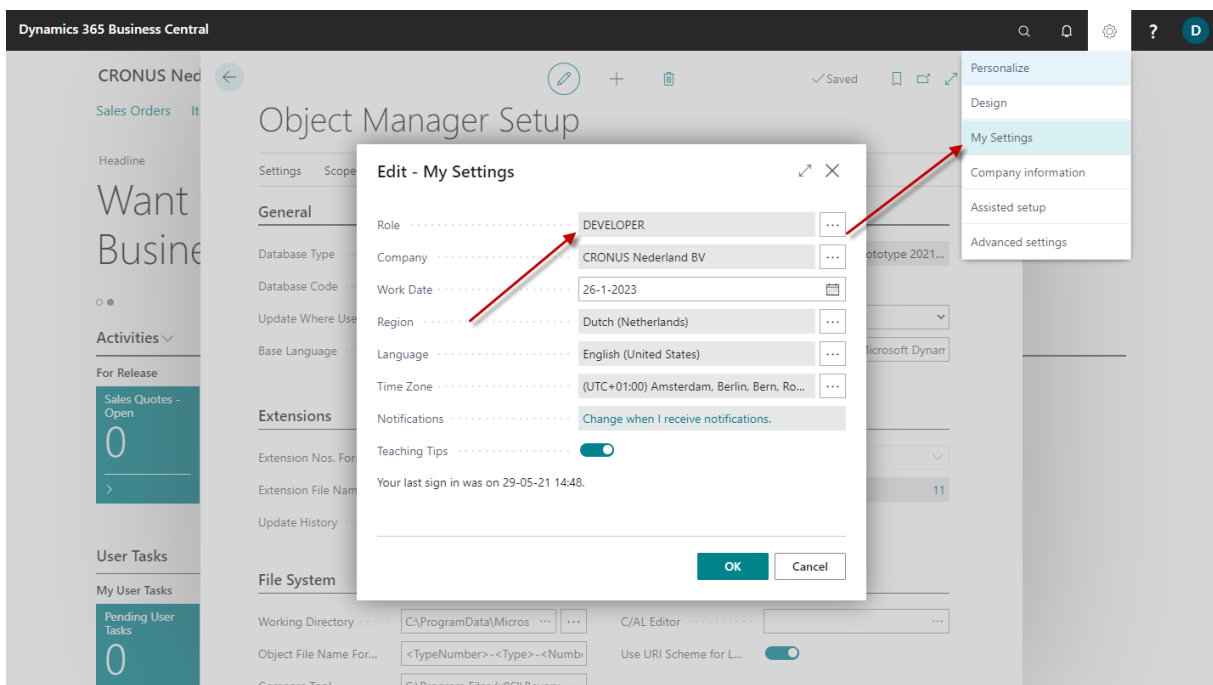 Dynamics 365 Business Central
?
D
CRONUS Ned
Sales Orders It
Saved
Personalize
Design
My Settings
Company information
Assisted setup
Advanced settings
Object Manager Setup
Headline
Want
Busine
Settings Scope
General
Database Type
ototype 2021...
Database Code
Update Where Use
Base Language
Microsoft Dynam
Edit - My Settings
Role DEVELOPER ...
Company CRONUS Nederland BV ...
Work Date 26-1-2023
Region Dutch (Netherlands) ...
Language English (United States) ...
Time Zone (UTC+01:00) Amsterdam, Berlin, Bern, Ro... ...
Notifications Change when I receive notifications.
Teaching Tips
Your last sign in was on 29-05-21 14:48.
OK Cancel
Activities
For Release
Sales Quotes -
Open
0
>
User Tasks
My User Tasks
Pending User
Tasks
0
Extensions
Extension Nos. For
Extension File Nam
11
Update History
File System
Working Directory C:\ProgramData\Micros ... ...
C/AL Editor ...
Object File Name For... <TypeNumber>-<Type>-<Numb
Use URI Scheme for L...